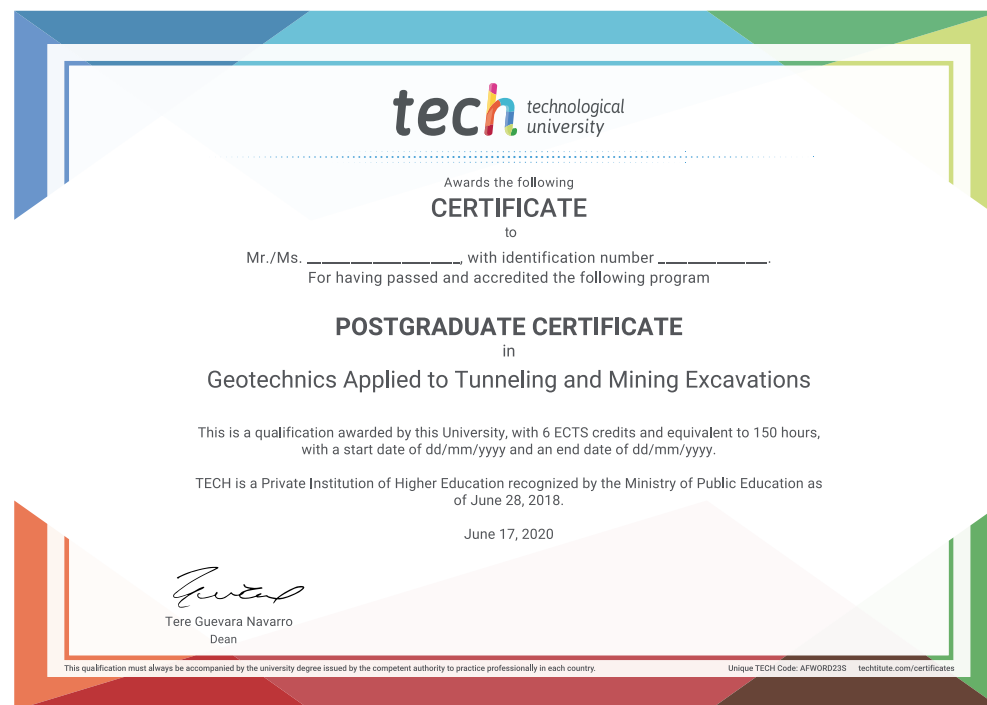 tech technological
university
Awards the following
CERTIFICATE
to
Mr./Ms. ____________________, with identification number ______________.
For having passed and accredited the following program
POSTGRADUATE CERTIFICATE
in
Geotechnics Applied to Tunneling and Mining Excavations
This is a qualification awarded by this University, with 6 ECTS credits and equivalent to 150 hours,
with a start date of dd/mm/yyyy and an end date of dd/mm/yyyy.
TECH is a Private Institution of Higher Education recognized by the Ministry of Public Education as
of June 28, 2018.
June 17, 2020
Tere Guevara Navarro
Dean
This qualification must always be accompanied by the university degree issued by the competent authority to practice professionally in each country.
Unique TECH Code: AFWORD23S techtitute.com/certificates